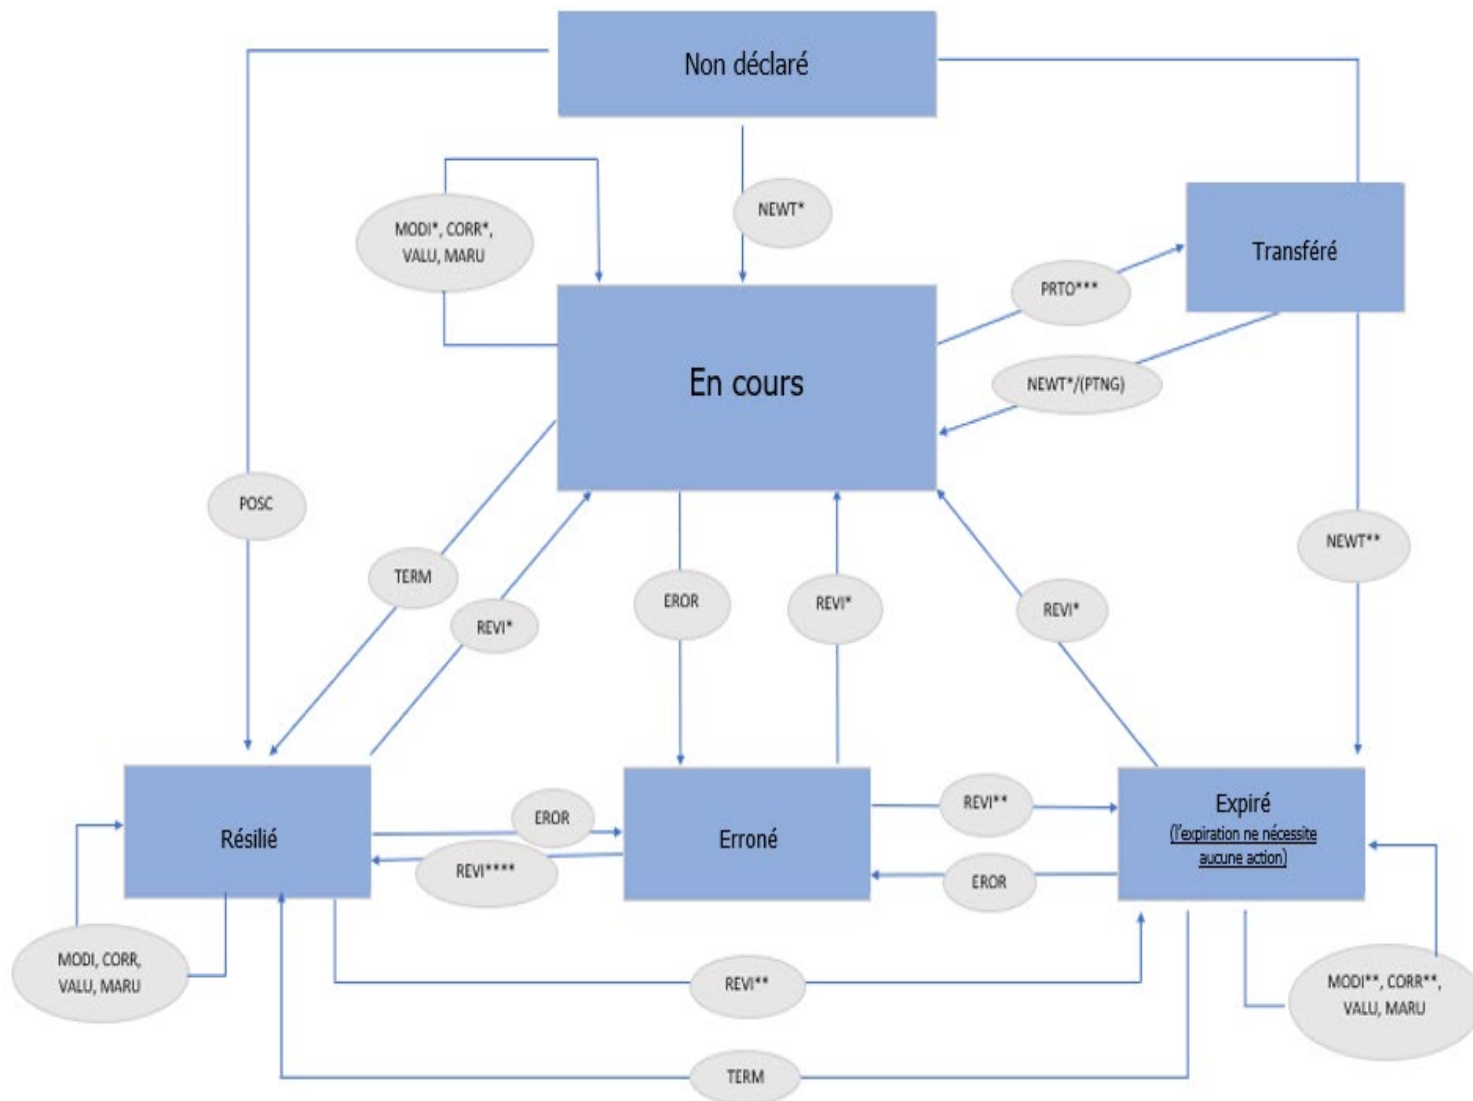 Non déclaré
NEWT*
MODI*, CORR*,
VALU, MARU
Transféré
PRTO***
En cours
NEWT*/(PTNG)
POSC
NEWT**
TERM
REVI*
EROR
REVI*
REVI*
Résilié
EROR
REVI****
Erroné
REVI**
EROR
Expiré
(l'expiration ne nécessite
aucune action)
MODI, CORR,
VALU, MARU
REVI**
MODI**, CORR**,
VALU, MARU
TERM